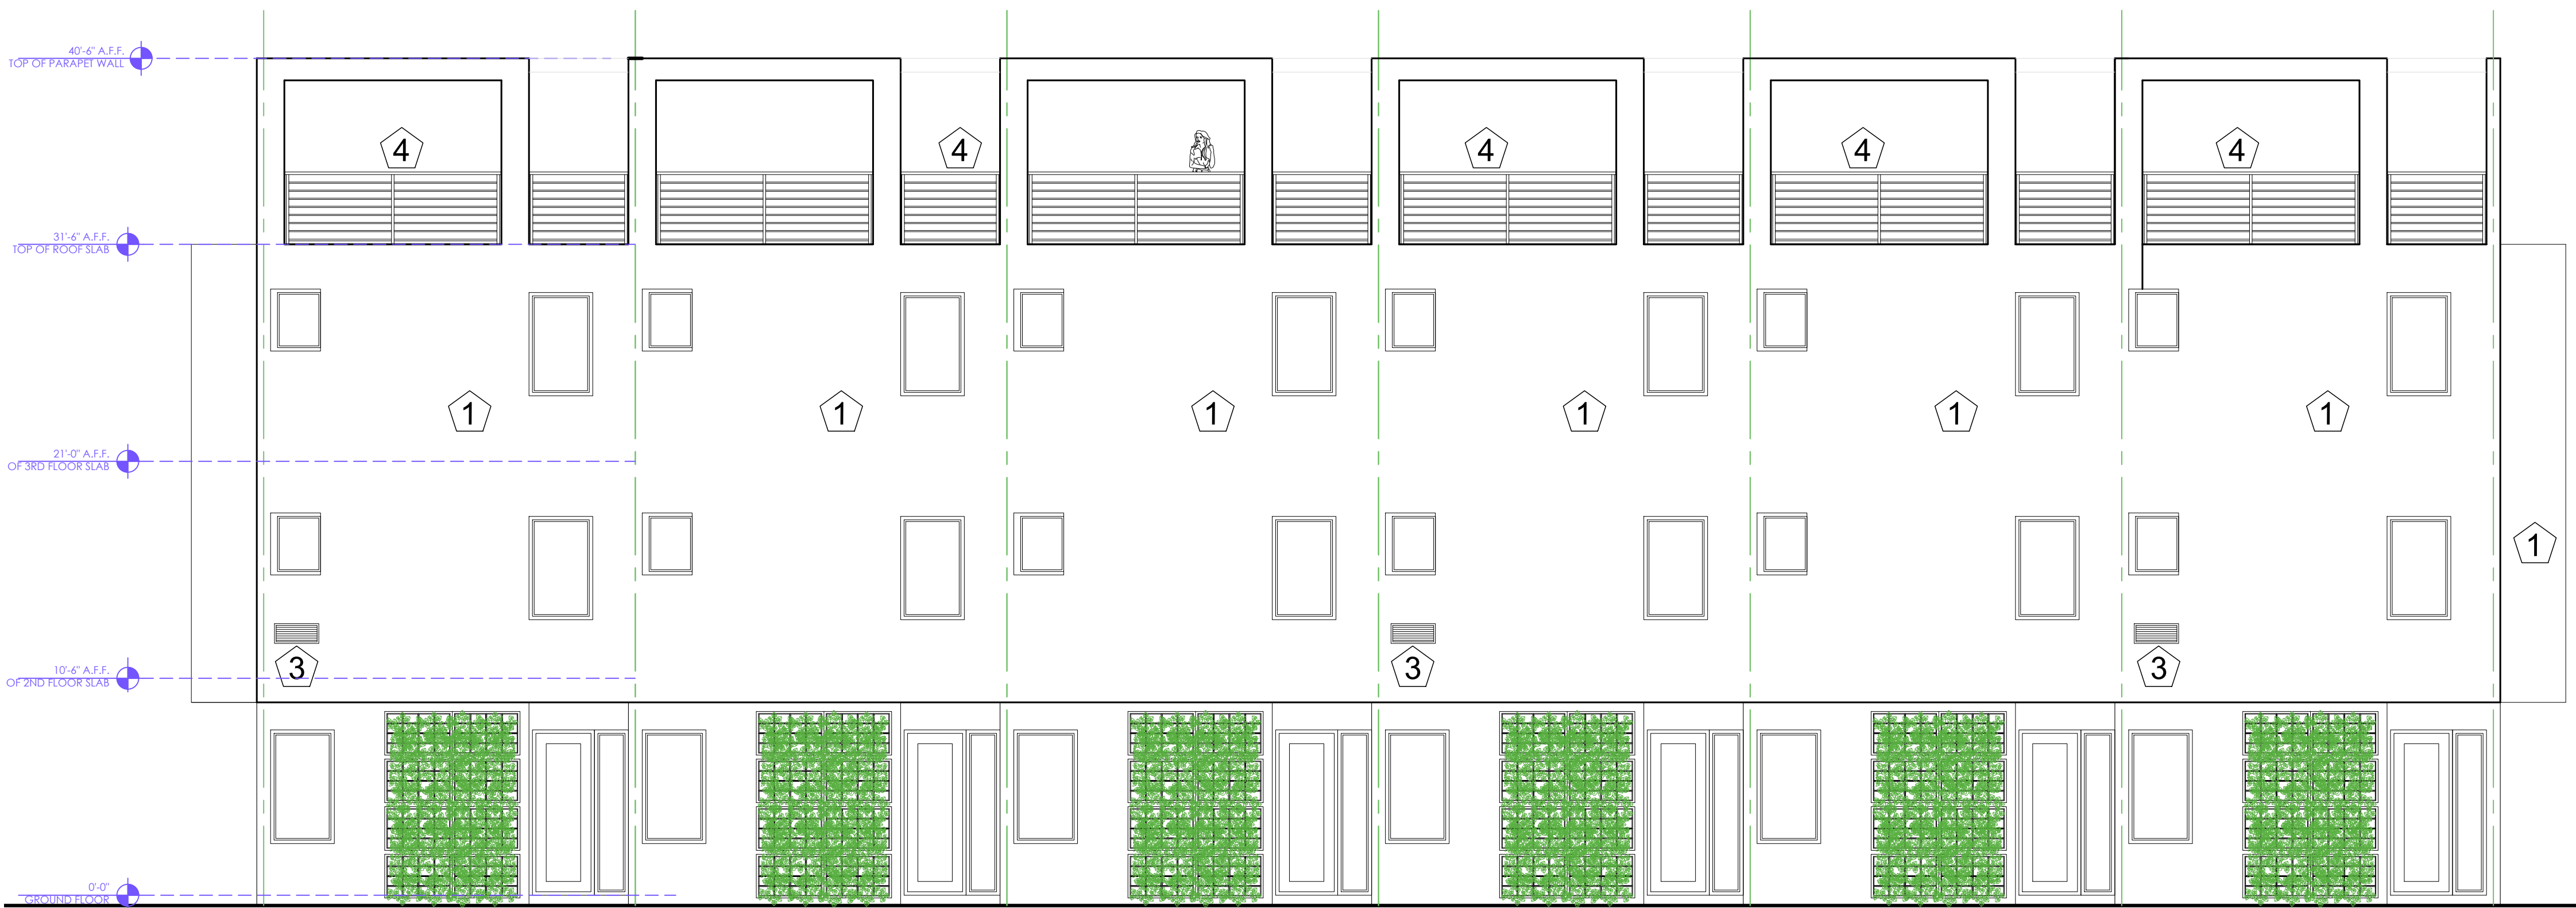 40'-6" A.F.F.
TOP OF PARAPET WALL
4
4
4
4
4
31'-6" A.F.F.
TOP OF ROOF SLAB
1
1
1
1
1
1
21'-0" A.F.F.
OF 3RD FLOOR SLAB
1
3
3
3
10'-6" A.F.F.
OF 2ND FLOOR SLAB
0'-0"
GROUND FLOOR